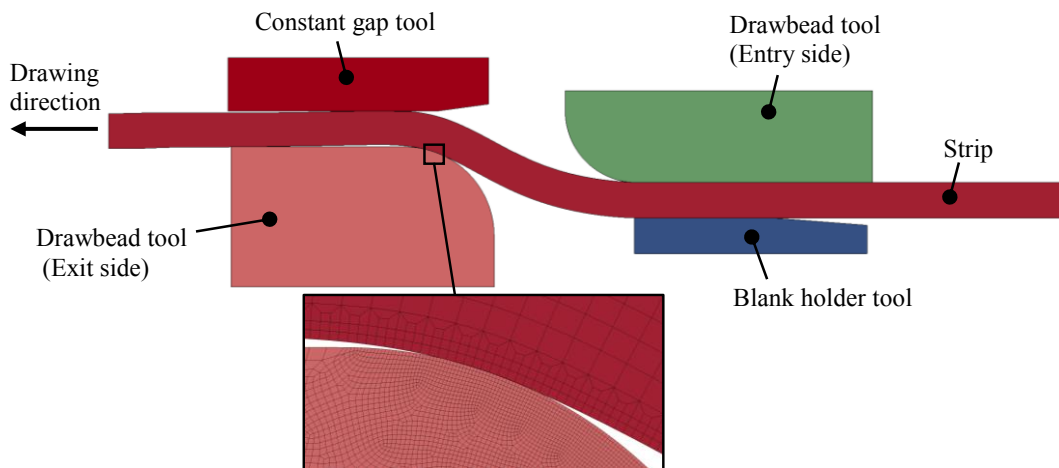 Constant gap tool
Drawbead tool
(Entry side)
Drawing
direction
Strip
Drawbead tool
(Exit side)
Blank holder tool